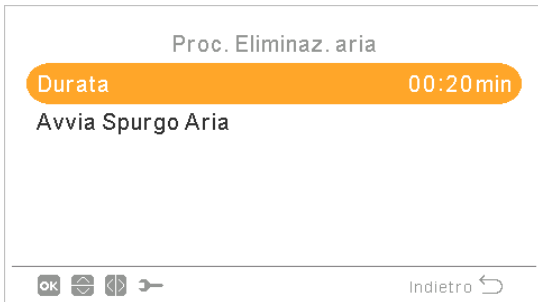 Proc. Eliminaz. aria
Durata 00:20min
Avvia Spurgo Aria
OK Indietro